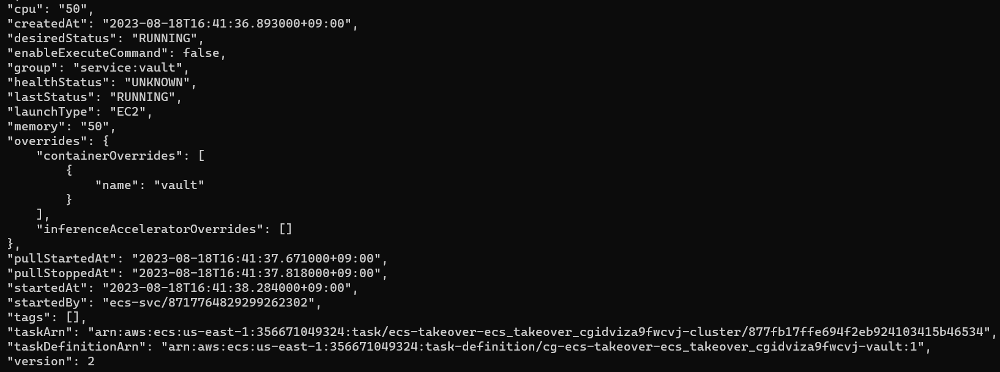 "cpu": "50",
"createdAt": "2023-08-18T16:41:36.893000+09:00",
"desiredStatus": "RUNNING",
"enableExecuteCommand": false,
"group": "service:vault",
"healthStatus": "UNKNOWN",
"lastStatus": "RUNNING",
"launchType": "EC2",
"memory": "50",
"overrides": {
    "containerOverrides": [
        {
            "name": "vault"
        }
    ],
    "inferenceAcceleratorOverrides": []
},
"pullStartedAt": "2023-08-18T16:41:37.671000+09:00",
"pullStoppedAt": "2023-08-18T16:41:37.818000+09:00",
"startedAt": "2023-08-18T16:41:38.284000+09:00",
"startedBy": "ecs-svc/8717764829299262302",
"tags": [],
"taskArn": "arn:aws:ecs:us-east-1:356671049324:task/ecs-takeover-ecs_takeover_cgidviza9fwcvj-cluster/877fb17ffe694f2eb924103415b46534",
"taskDefinitionArn": "arn:aws:ecs:us-east-1:356671049324:task-definition/cg-ecs-takeover-ecs_takeover_cgidviza9fwcvj-vault:1",
"version": 2